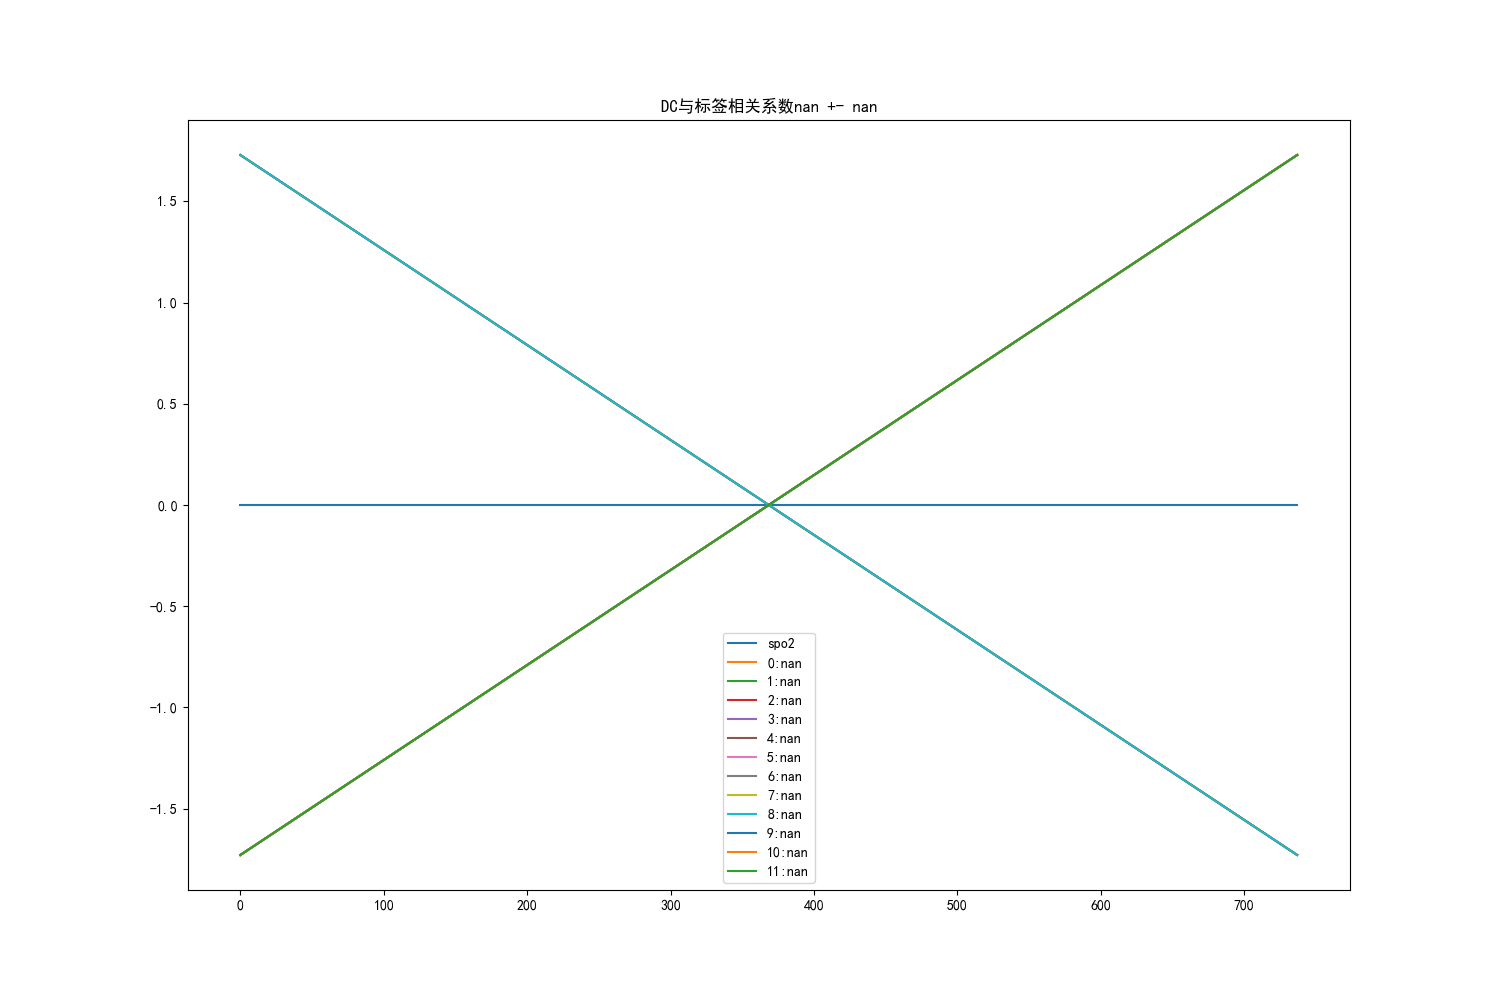 DC与标签相关系数nan +- nan
1.5
1.0
0.5
0.0
-0.5
-1.0
-1.5
spo2
0:nan
1:nan
2:nan
3:nan
4:nan
5:nan
6:nan
7:nan
8:nan
9:nan
10:nan
11:nan
0 100 200 300 400 500 600 700